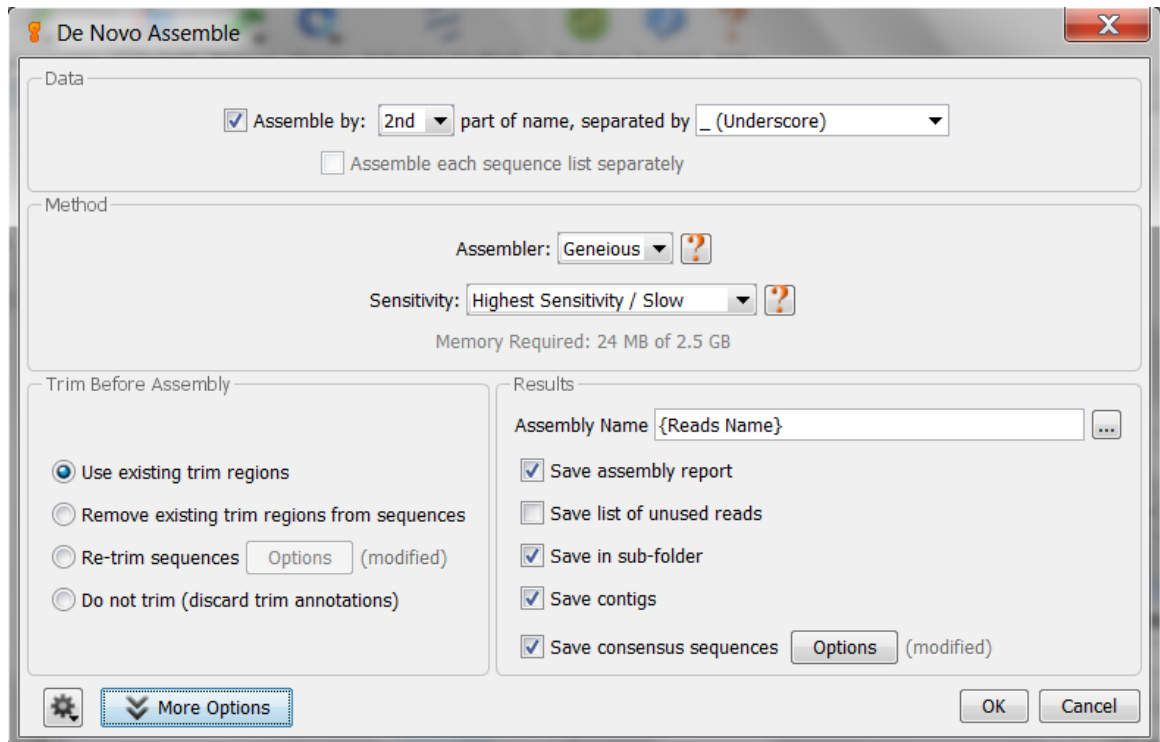 De Novo Assemble
X
Data
Assemble by: 2nd part of name, separated by _ (Underscore)
Assemble each sequence list separately
Method
Assembler: Geneious ?
Sensitivity: Highest Sensitivity / Slow ?
Memory Required: 24 MB of 2.5 GB
Trim Before Assembly
Use existing trim regions
Remove existing trim regions from sequences
Re-trim sequences Options (modified)
Do not trim (discard trim annotations)
Results
Assembly Name {Reads Name} ...
Save assembly report
Save list of unused reads
Save in sub-folder
Save contigs
Save consensus sequences Options (modified)
More Options
OK Cancel